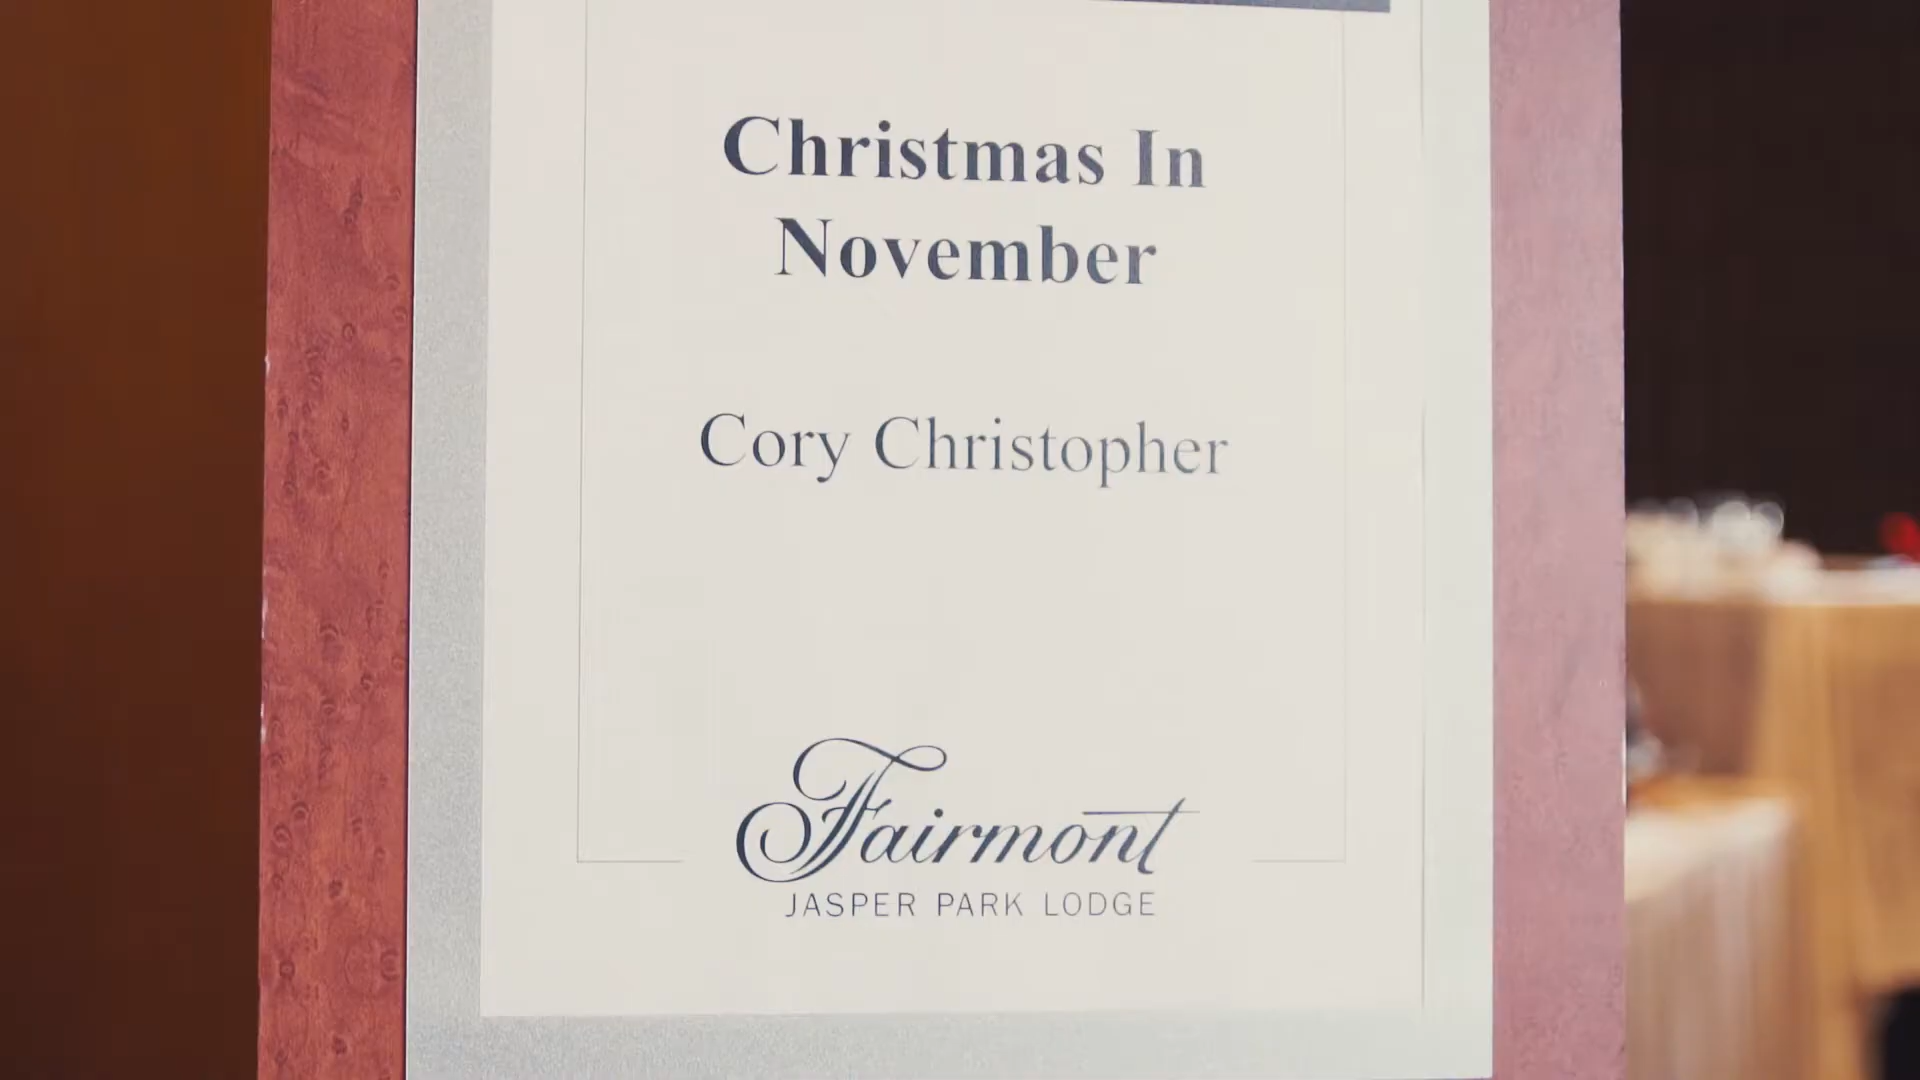 Christmas In
November
Cory Christopher
Fairmont
JASPER PARK LODGE